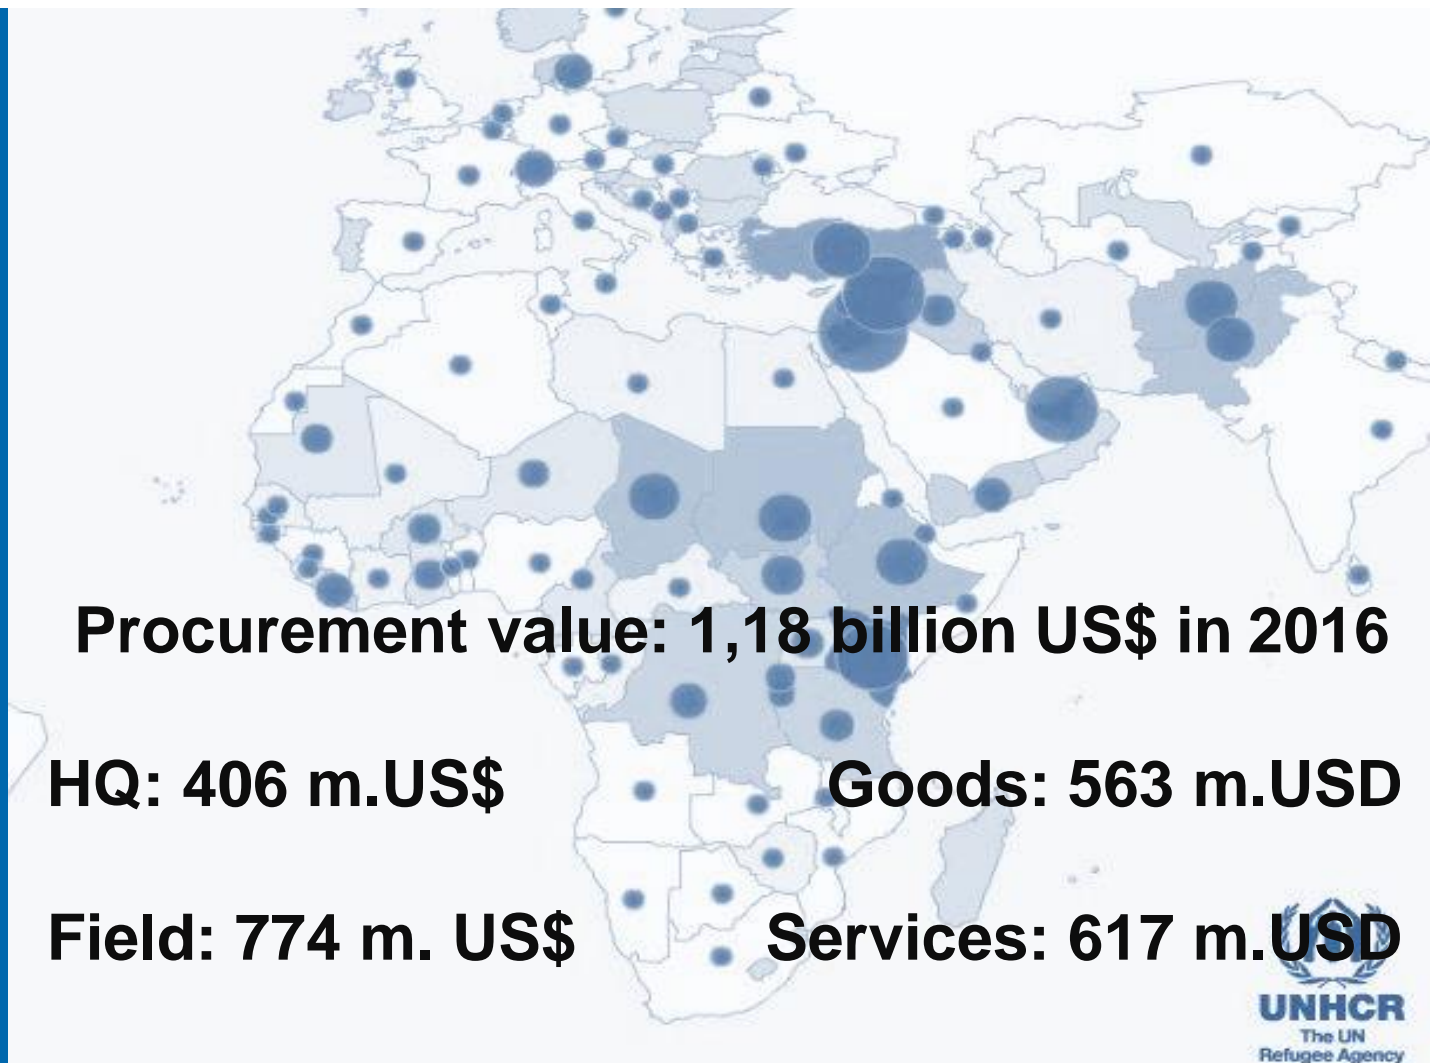 Procurement value: 1,18 billion US$ in 2016
HQ: 406 m.US$
Goods: 563 m.USD
Field: 774 m. US$
Services: 617 m.USD
UNHCR
The UN
Refugee Agency